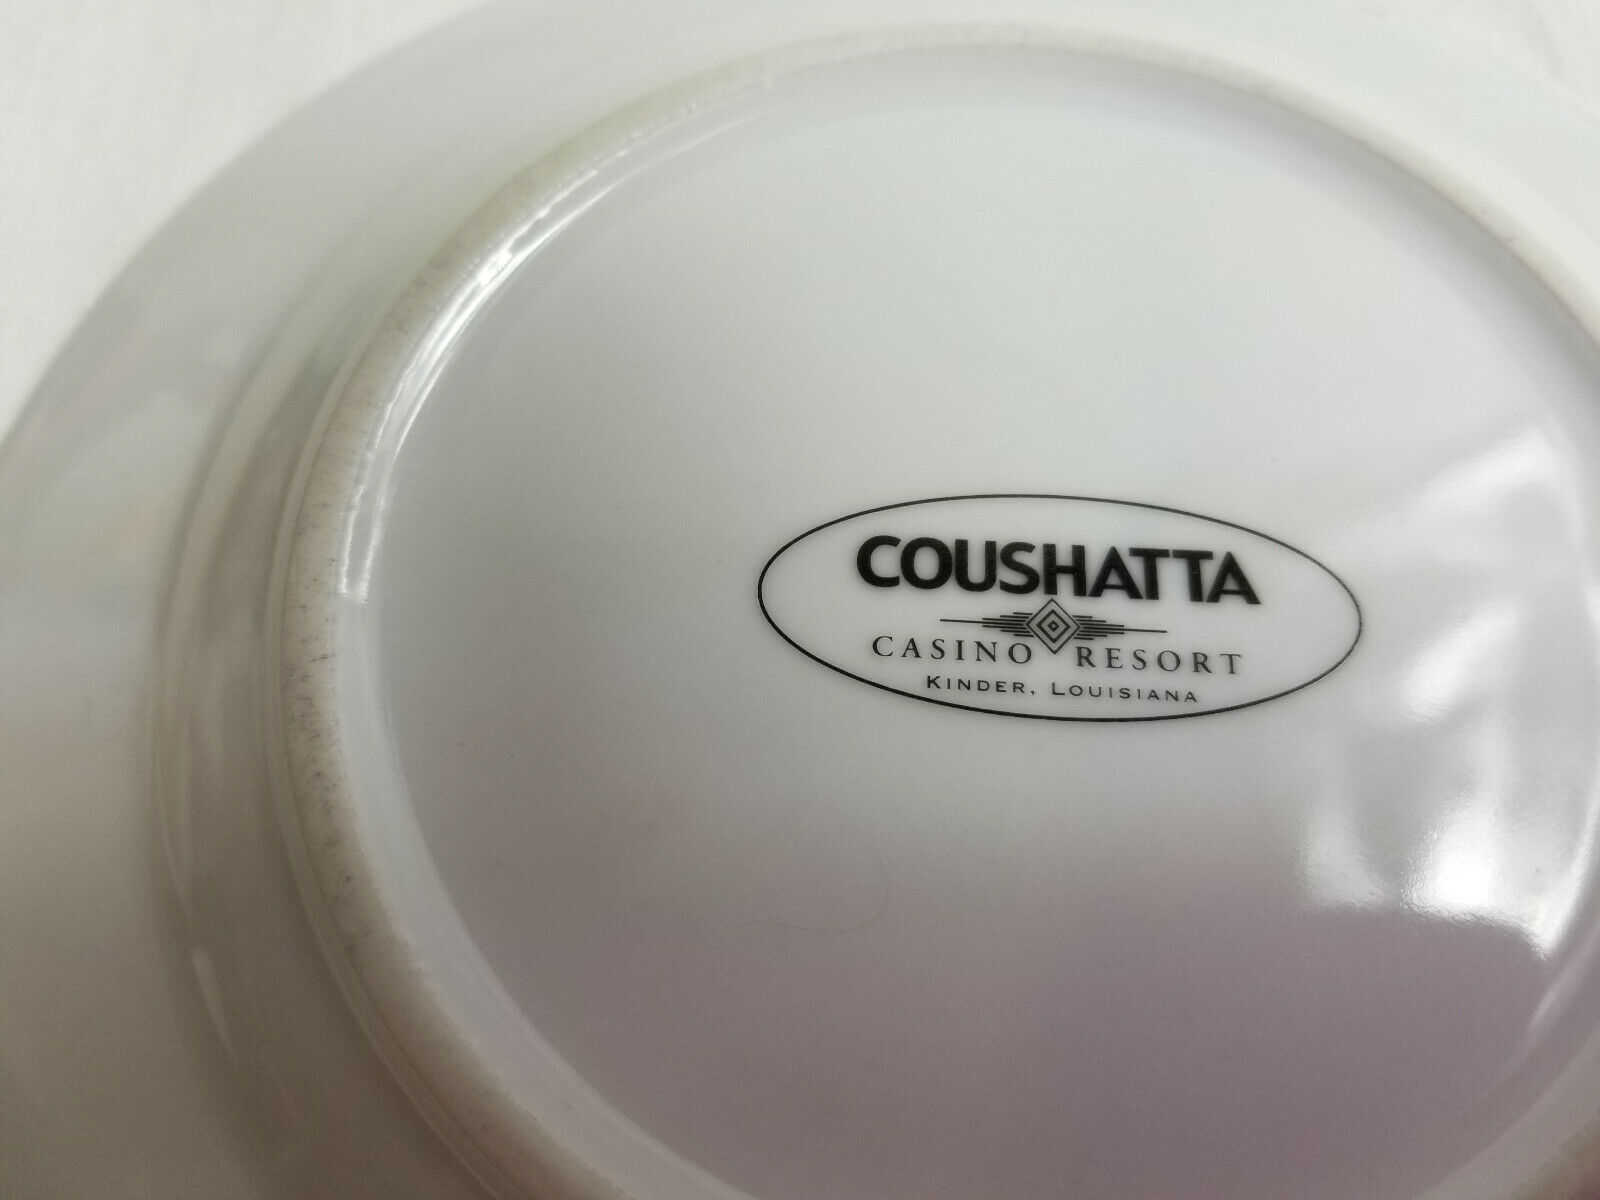 COUSHATTA
CASINO RESORT
KINDER, LOUISIANA